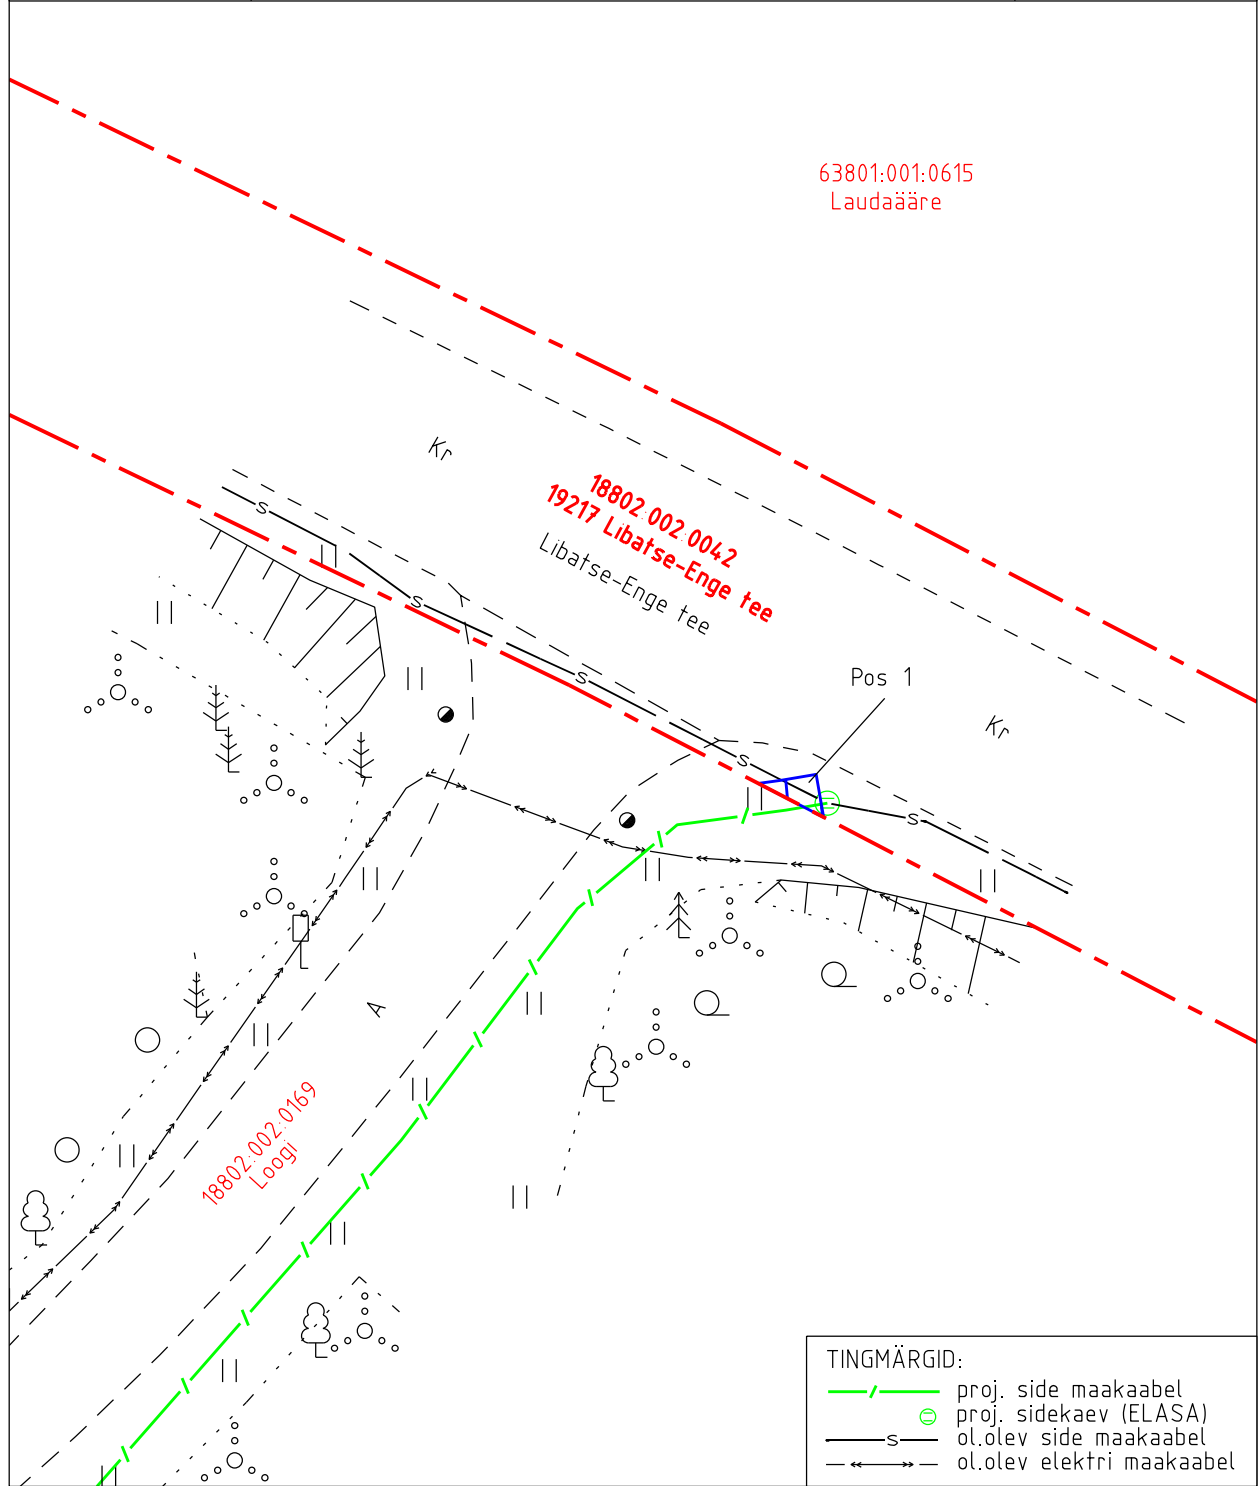 63801:001:0615
Laudaääre
Kr
18802:002:0042
19217 Libatse-Enge tee
Libatse-Enge tee
Pos 1
Kr
A
18802:002:0169
Loogi
TINGMÄRGID:
proj. side maakaabel
proj. sidekaev (ELASA)
S ol.olev side maakaabel
ol.olev elektri maakaabel